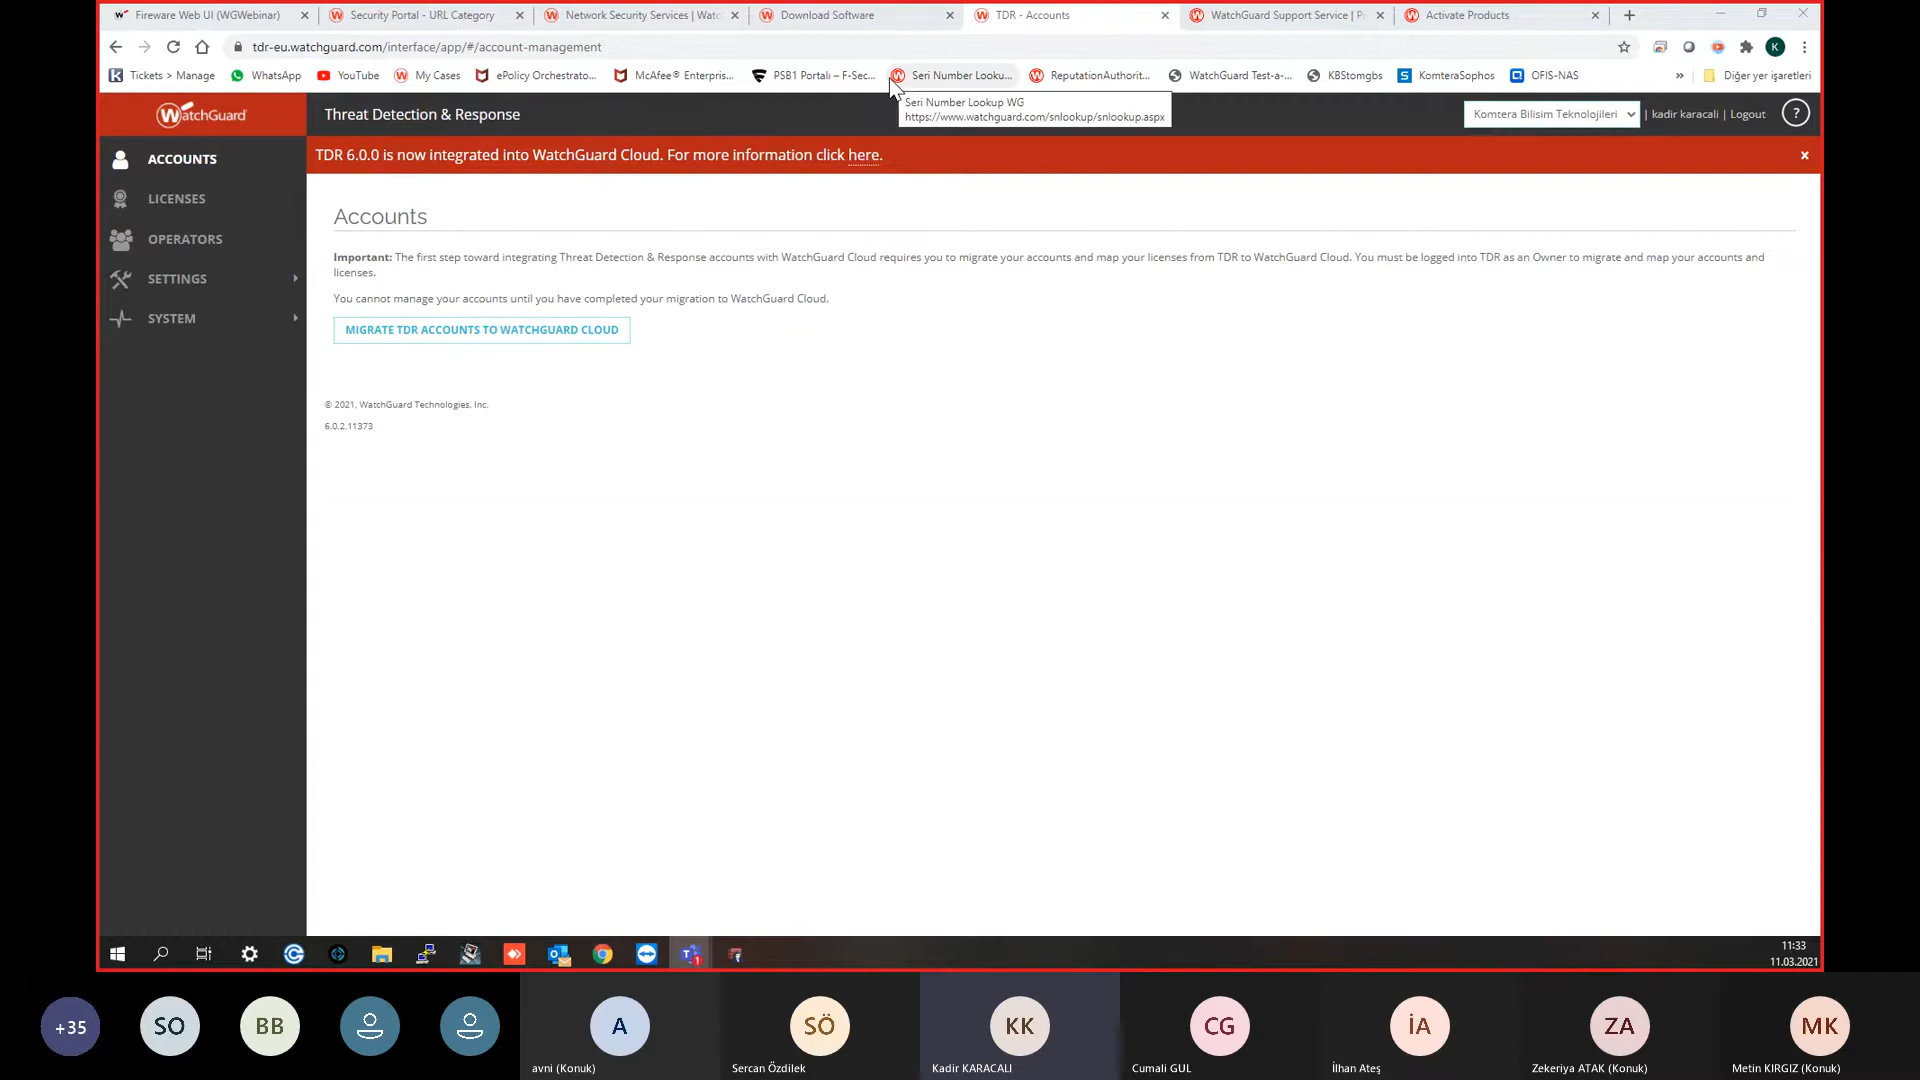 Fireware Web UI (WGWebinar)
Security Portal - URL Category
Network Security Services | Watc
Download Software
TDR - Accounts
WatchGuard Support Service | P
Activate Products
tdr-eu.watchguard.com/interface/app/#/account-management
K
Tickets > Manage
WhatsApp
YouTube
My Cases
ePolicy Orchestrato...
McAfee® Enterpris...
PSB1 Portalı – F-Sec...
Seri Number Looku...
ReputationAuthorit...
WatchGuard Test-a-...
KBStomgbs
KomteraSophos
OFIS-NAS
»
Diğer yer işaretleri
Seri Number Lookup WG
https://www.watchguard.com/snlookup/snlookup.aspx
WatchGuard
Threat Detection & Response
Komtera Bilisim Teknolojileri
| kadir karacali | Logout
?
TDR 6.0.0 is now integrated into WatchGuard Cloud. For more information click here.
x
ACCOUNTS
LICENSES
OPERATORS
SETTINGS
SYSTEM
Accounts
Important: The first step toward integrating Threat Detection & Response accounts with WatchGuard Cloud requires you to migrate your accounts and map your licenses from TDR to WatchGuard Cloud. You must be logged into TDR as an Owner to migrate and map your accounts and
licenses.
You cannot manage your accounts until you have completed your migration to WatchGuard Cloud.
MIGRATE TDR ACCOUNTS TO WATCHGUARD CLOUD
© 2021, WatchGuard Technologies, Inc.
6.0.2.11373
11:33
11.03.2021
+35
SO
BB
A
SÖ
KK
CG
İA
ZA
MK
avni (Konuk)
Sercan Özdilek
Kadir KARACALI
Cumali GUL
İlhan Ateş
Zekeriya ATAK (Konuk)
Metin KIRGIZ (Konuk)